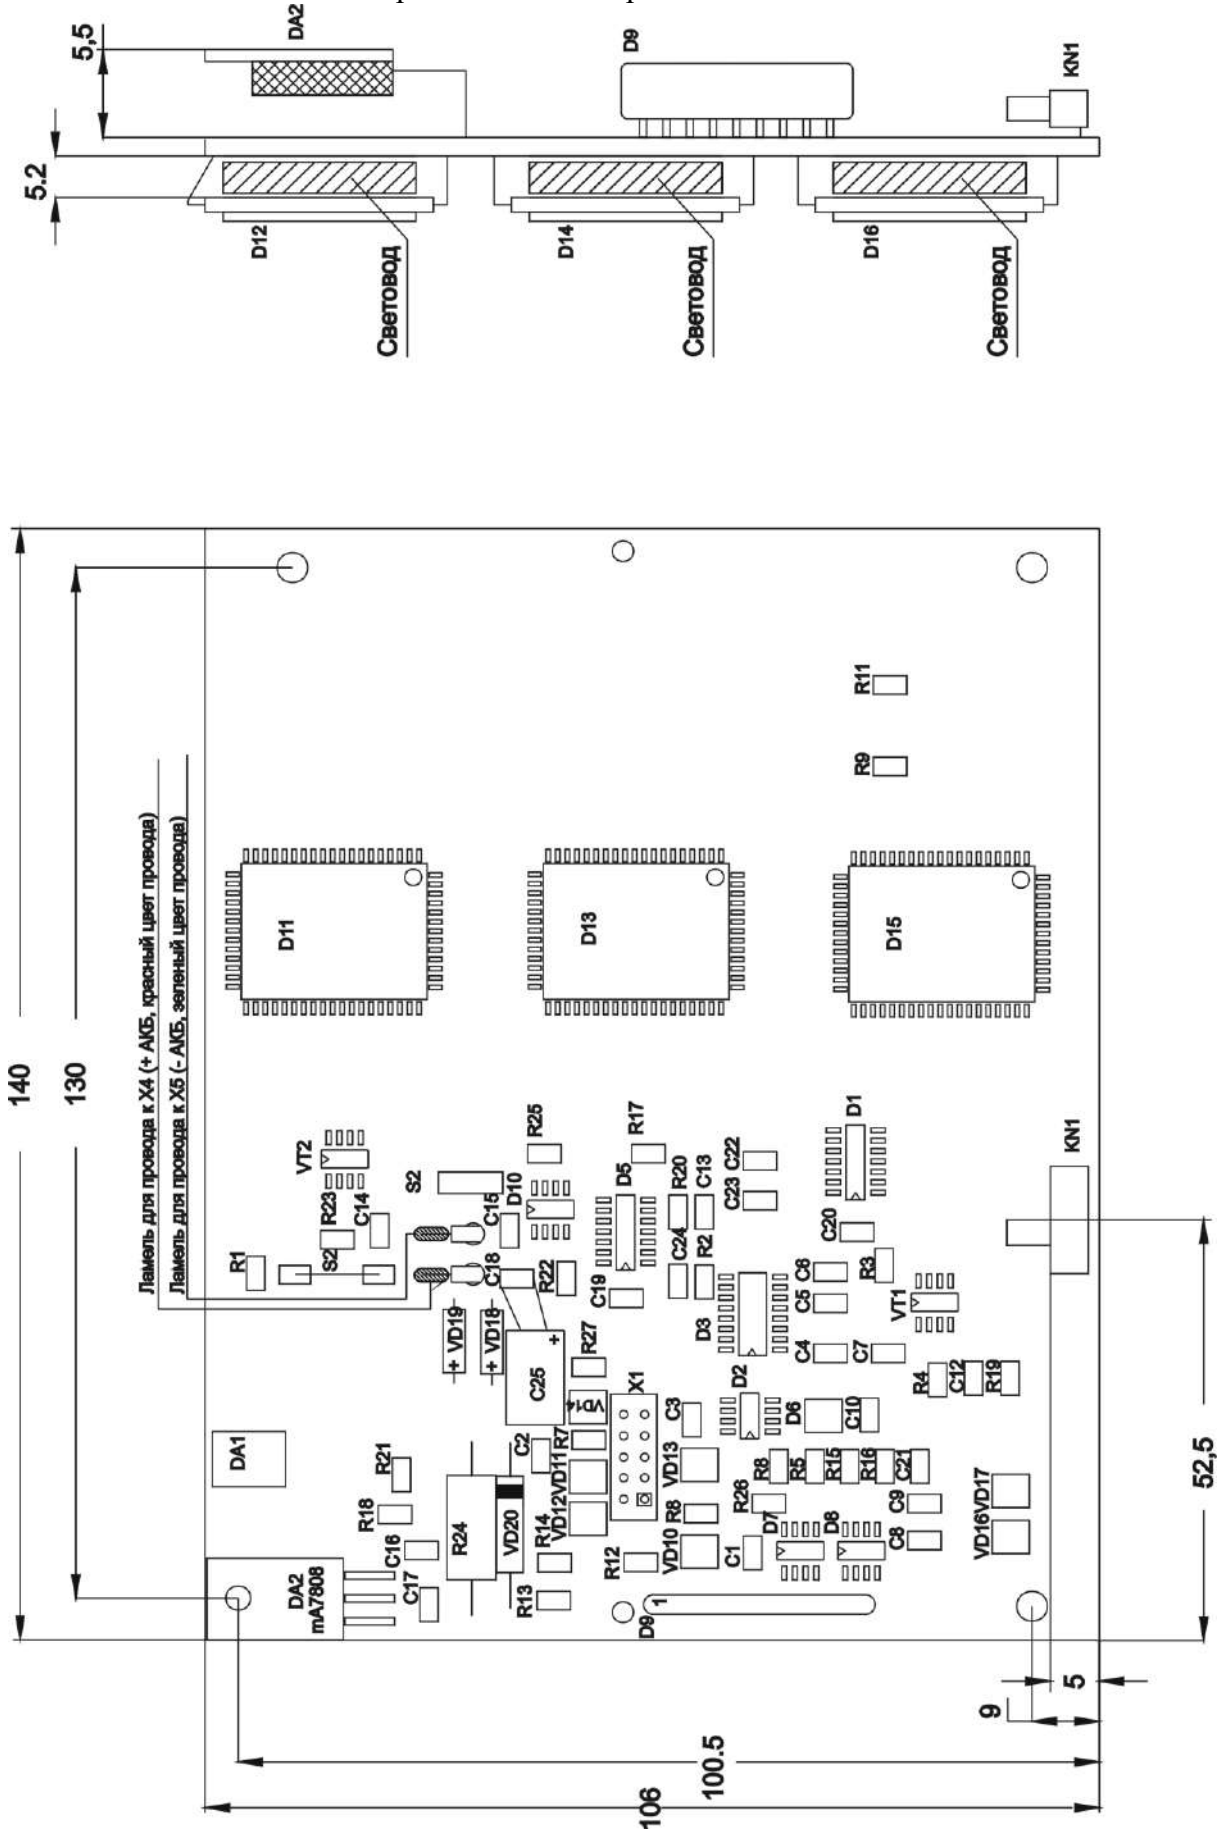 5,5
DA2
D9
KN1
5.2
D12
D14
D16
Световод
Световод
Световод
140
130
Ламель для провода к X4 (+ АКБ, красный цвет провода)
Ламель для провода к X5 (- АКБ, зеленый цвет провода)
R11
R9
D11
D13
D15
VT2
R25
R17
D1
KN1
S2
D10
D5
R20
C13
C22
C23
R23
C14
C15
C20
R1
S2
C18
R22
C19
C24
R2
C6
R3
C5
VT1
D3
+ VD19
+ VD18
C25
+
R27
C4
C7
D2
R4
C12
R19
VD14
X1
C3
D6
C10
DA1
R21
C2
R7
VD11
VD13
R8
R5
R15
R16
C21
R18
R24
VD20
VD12
R8
R26
C9
VD17
C16
R14
R12
VD10
C1
D7
D8
C8
VD16
DA2
mA7808
C17
R13
D9
1
52,5
5
9
100.5
106